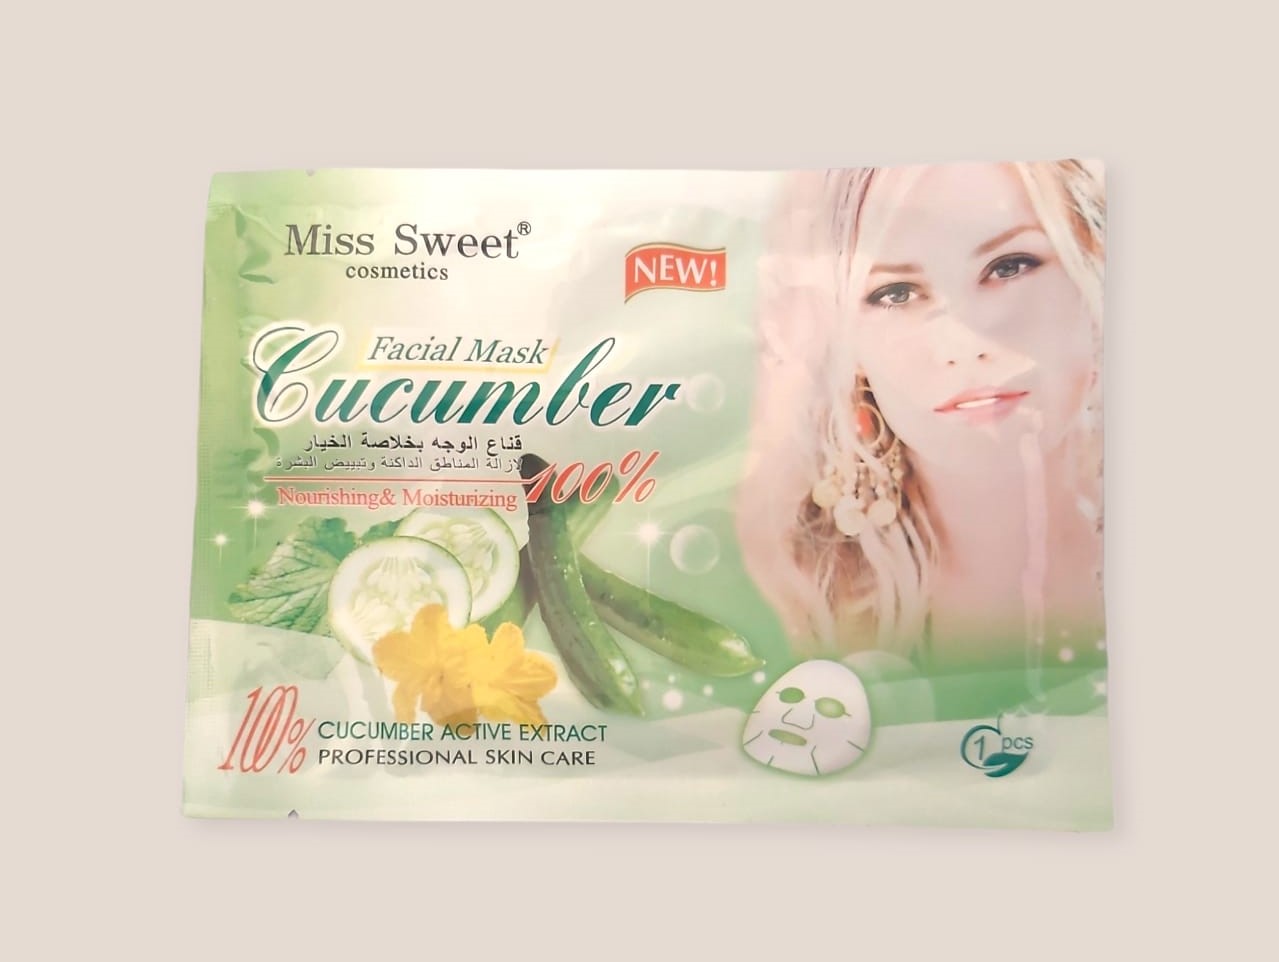 Miss Sweet®
cosmetics
NEW!
Facial Mask
Cucumber
قناع الوجه بخلاصة الخيار
لازالة المناطق الداكنة وتبييض البشرة
100%
Nourishing& Moisturizing
100%
CUCUMBER ACTIVE EXTRACT
PROFESSIONAL SKIN CARE
1 pcs